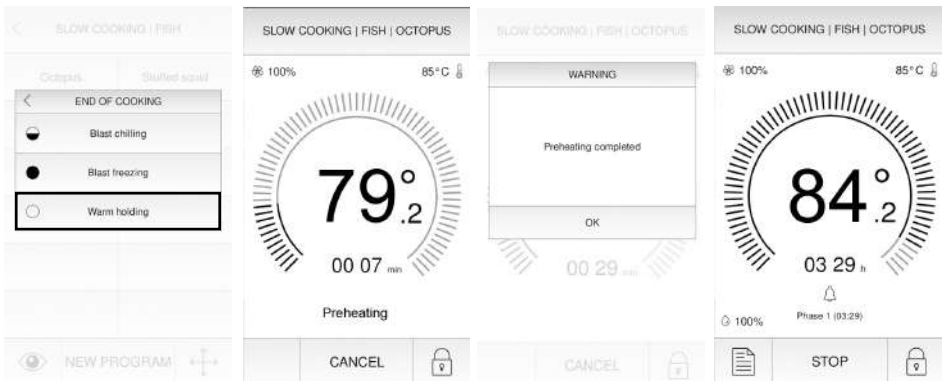 SLOW COOKING | FISH
Octopus
Stuffed squid
END OF COOKING
Blast chilling
Blast freezing
Warm holding
NEW PROGRAM
SLOW COOKING | FISH | OCTOPUS
100%
85°C
79°.2
00 07 min
Preheating
CANCEL
SLOW COOKING | FISH | OCTOPUS
WARNING
Preheating completed
OK
00 29 min
CANCEL
SLOW COOKING | FISH | OCTOPUS
100%
85°C
84°.2
03 29 h
Phase 1 (03:29)
100%
STOP